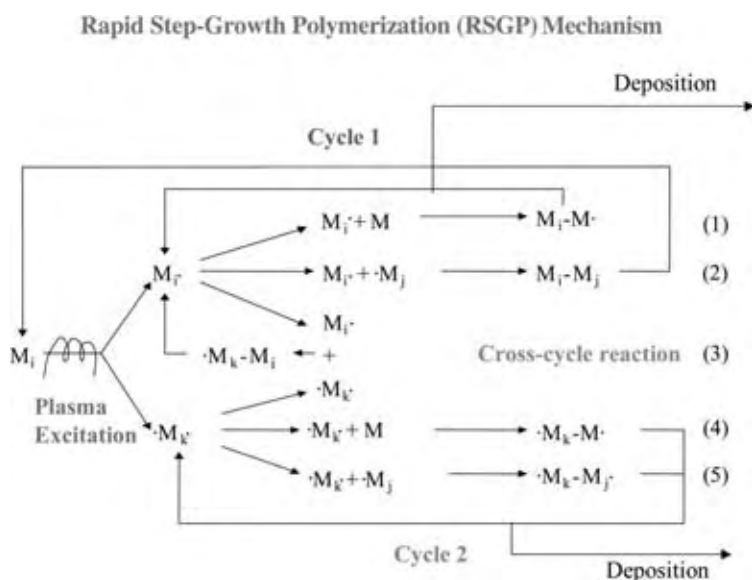 Rapid Step-Growth Polymerization (RSGP) Mechanism
Deposition
Cycle 1
Mᵢ· + M Mᵢ-M· (1)
Mᵢ· Mᵢ· + ·Mⱼ Mᵢ-Mⱼ (2)
Mᵢ·
Mᵢ ·Mₖ-Mᵢ + Cross-cycle reaction (3)
·Mₖ·
Plasma
Excitation ·Mₖ· ·Mₖ· + M ·Mₖ-M· (4)
·Mₖ· + ·Mⱼ ·Mₖ-Mⱼ· (5)
Cycle 2
Deposition